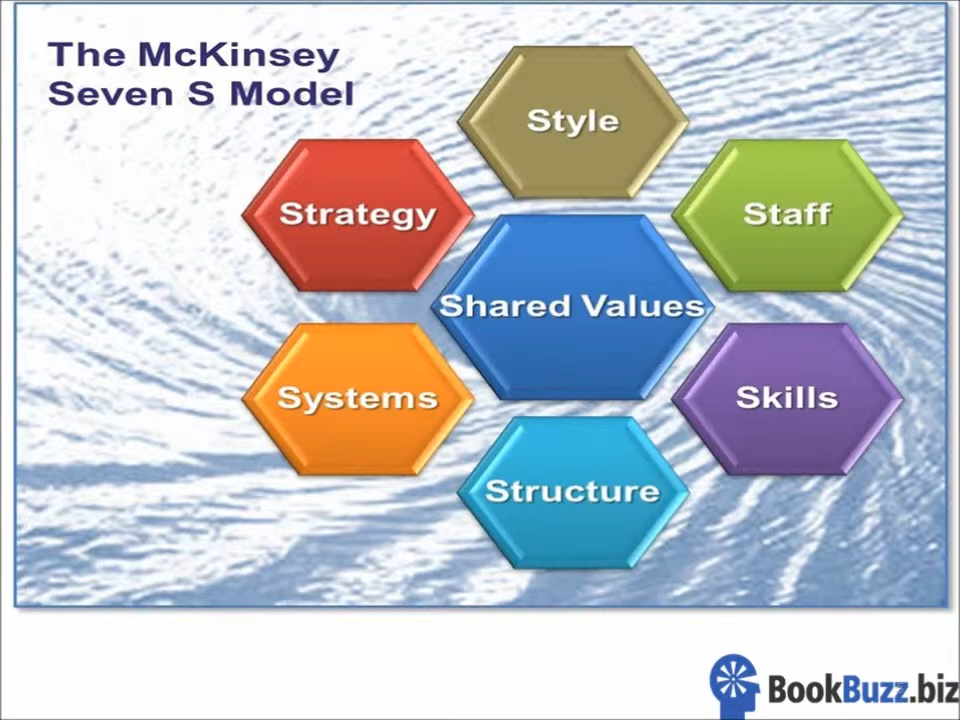 The McKinsey
Seven S Model
Style
Strategy
Staff
Shared Values
Systems
Skills
Structure
BookBuzz.biz